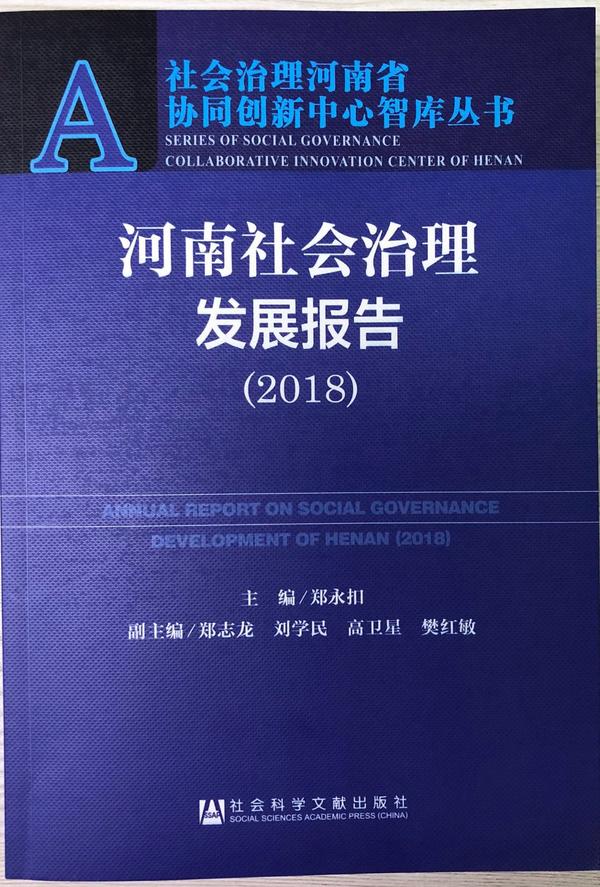 A
社会治理河南省
协同创新中心智库丛书
SERIES OF SOCIAL GOVERNANCE
COLLABORATIVE INNOVATION CENTER OF HENAN
河南社会治理
发展报告
(2018)
ANNUAL REPORT ON SOCIAL GOVERNANCE
DEVELOPMENT OF HENAN (2018)
主 编/郑永扣
副主编/郑志龙 刘学民 高卫星 樊红敏
SSAP
社会科学文献出版社
SOCIAL SCIENCES ACADEMIC PRESS (CHINA)